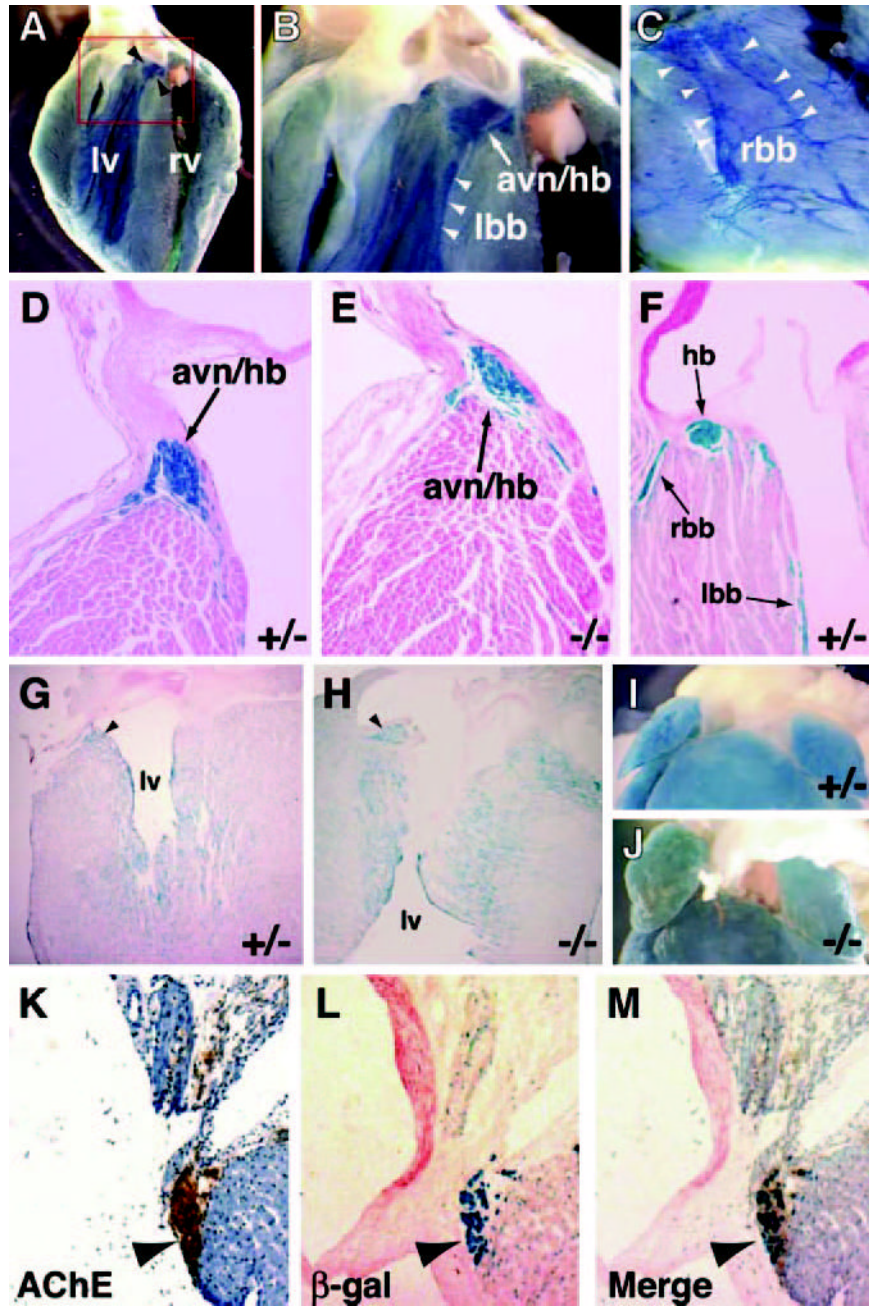 A
lv
rv
B
avn/hb
lbb
C
rbb
D
avn/hb
+/-
E
avn/hb
-/-
F
hb
rbb
lbb
+/-
G
lv
+/-
H
lv
-/-
I
+/-
J
-/-
K
AChE
L
β-gal
M
Merge